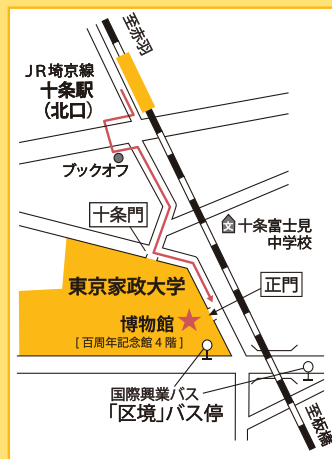 至赤羽
JR埼京線
十条駅
(北口)
ブックオフ
十条門
文
十条富士見
中学校
東京家政大学
正門
博物館
[百周年記念館4階]
国際興業バス
「区境」バス停
至板橋